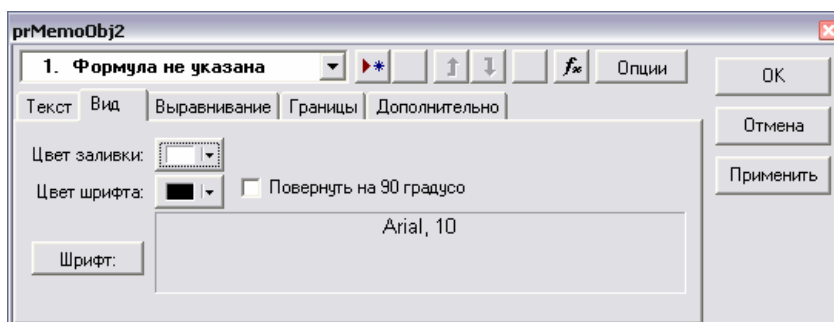 prMemoObj2
1. Формула не указана
Опции
OK
Текст Вид Выравнивание Границы Дополнительно
Отмена
Цвет заливки:
Применить
Цвет шрифта:
Повернуть на 90 градусо
Arial, 10
Шрифт: